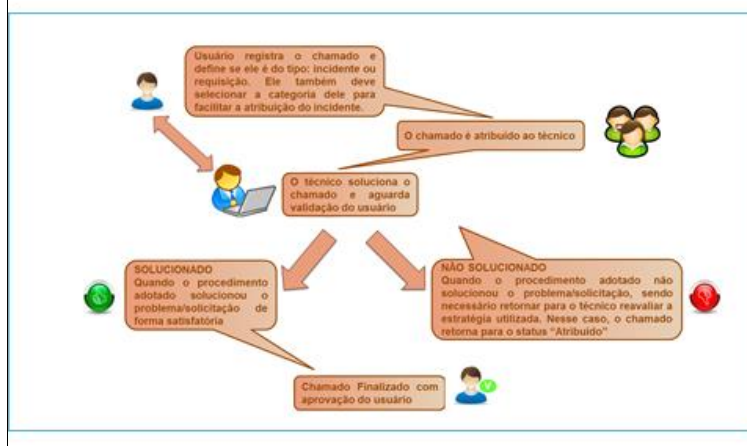 Usuário registra o chamado e
define se ele é do tipo: incidente ou
requisição. Ele também deve
selecionar a categoria dele para
facilitar a atribuição do incidente.
O chamado é atribuído ao técnico
O técnico soluciona o
chamado e aguarda
validação do usuário
SOLUCIONADO
Quando o procedimento
adotado solucionou o
problema/solicitação de
forma satisfatória
NÃO SOLUCIONADO
Quando o procedimento adotado não
solucionou o problema/solicitação, sendo
necessário retornar para o técnico reavaliar a
estratégia utilizada. Nesse caso, o chamado
retorna para o status “Atribuído”
Chamado Finalizado com
aprovação do usuário